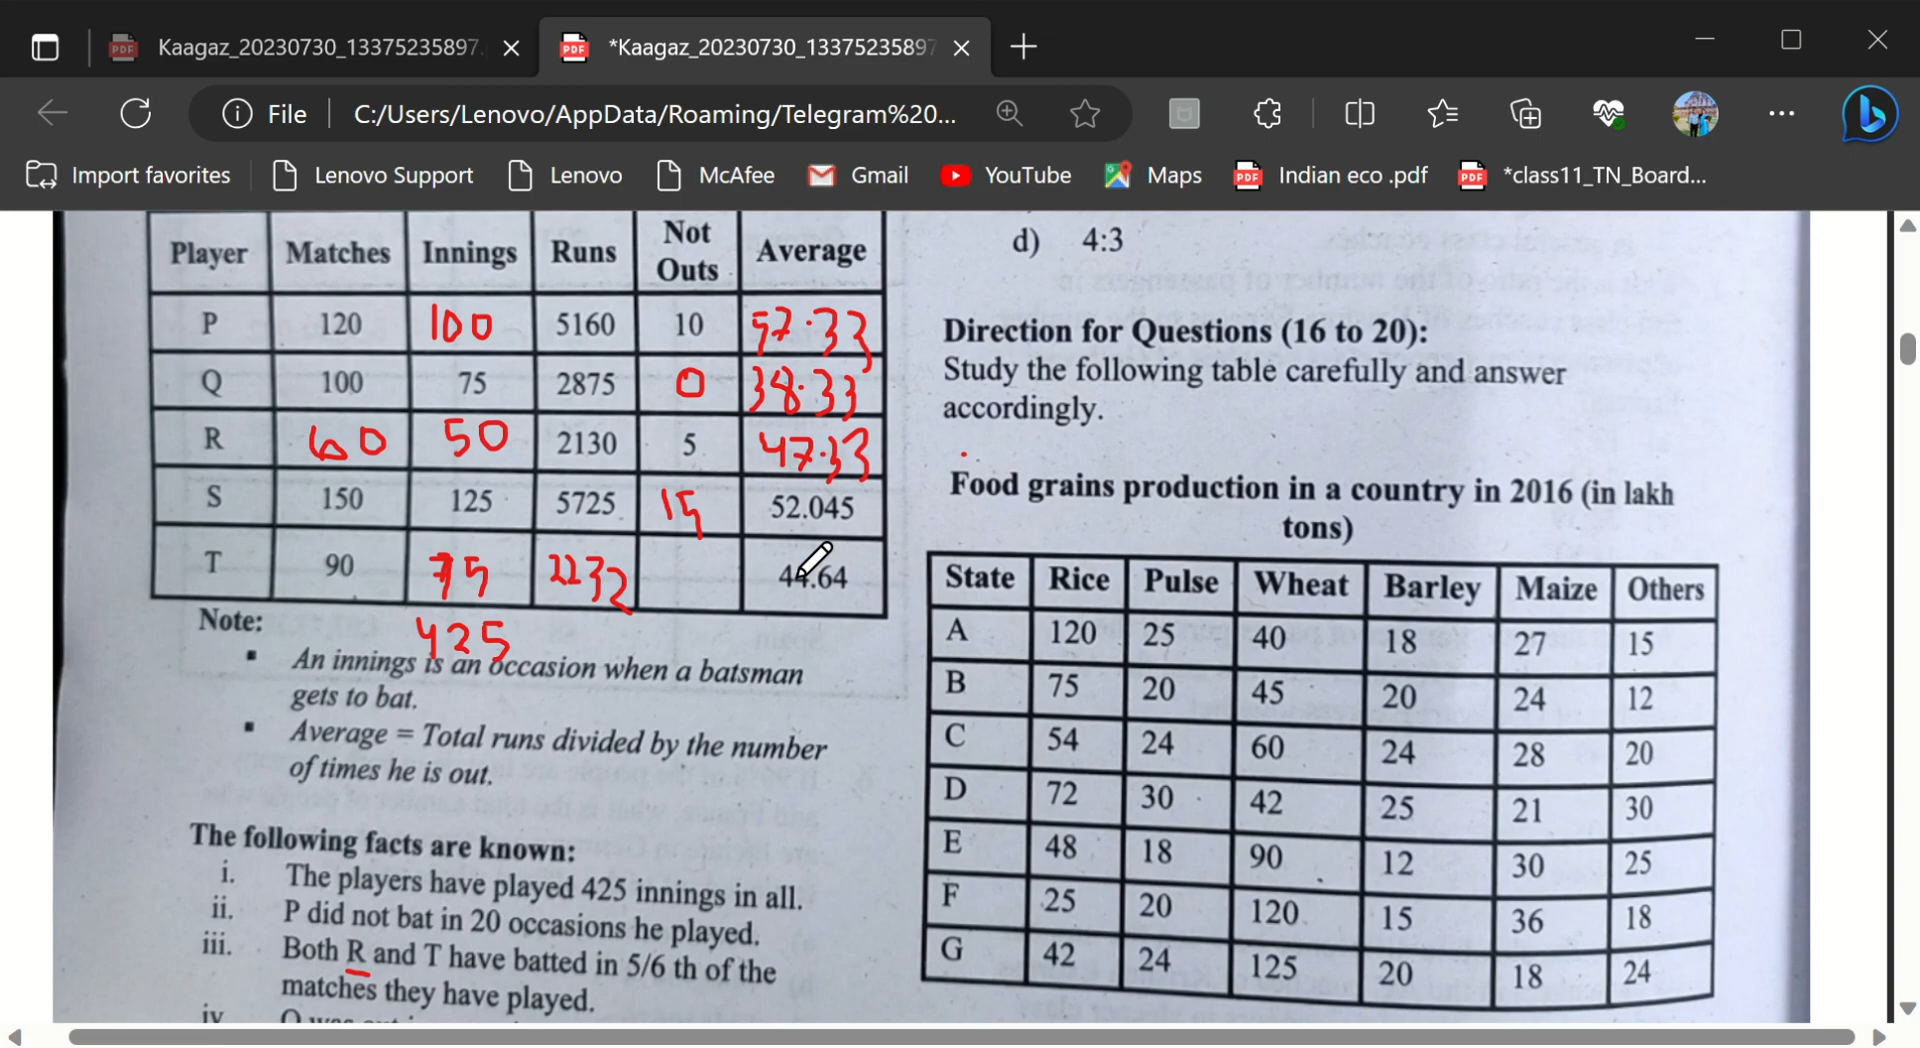 Kaagaz_20230730_13375235897.
*Kaagaz_20230730_13375235897
File
C:/Users/Lenovo/AppData/Roaming/Telegram%20...
Import favorites
Lenovo Support
Lenovo
McAfee
Gmail
YouTube
Maps
Indian eco .pdf
*class11_TN_Board...
Player Matches Innings Runs Not Outs Average
P 120 100 5160 10 57.33
Q 100 75 2875 0 38.33
R 60 50 2130 5 47.33
S 150 125 5725 15 52.045
T 90 75 2232 44.64
425
Note:
▪ An innings is an occasion when a batsman
gets to bat.
▪ Average = Total runs divided by the number
of times he is out.
The following facts are known:
i. The players have played 425 innings in all.
ii. P did not bat in 20 occasions he played.
iii. Both R and T have batted in 5/6 th of the
matches they have played.
iv
d) 4:3
Direction for Questions (16 to 20):
Study the following table carefully and answer
accordingly.
Food grains production in a country in 2016 (in lakh
tons)
State Rice Pulse Wheat Barley Maize Others
A 120 25 40 18 27 15
B 75 20 45 20 24 12
C 54 24 60 24 28 20
D 72 30 42 25 21 30
E 48 18 90 12 30 25
F 25 20 120 15 36 18
G 42 24 125 20 18 24